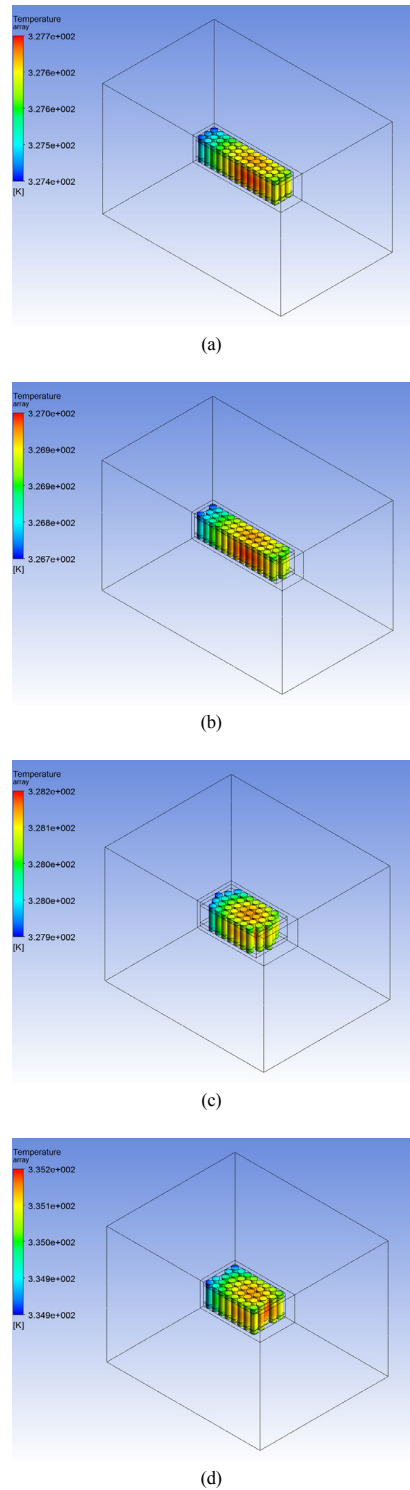 Temperature
array
3.277e+002
3.276e+002
3.276e+002
3.275e+002
3.274e+002
[K]
(a)
Temperature
array
3.270e+002
3.269e+002
3.269e+002
3.268e+002
3.267e+002
[K]
(b)
Temperature
array
3.282e+002
3.281e+002
3.280e+002
3.280e+002
3.279e+002
[K]
(c)
Temperature
array
3.352e+002
3.351e+002
3.350e+002
3.349e+002
3.349e+002
[K]
(d)